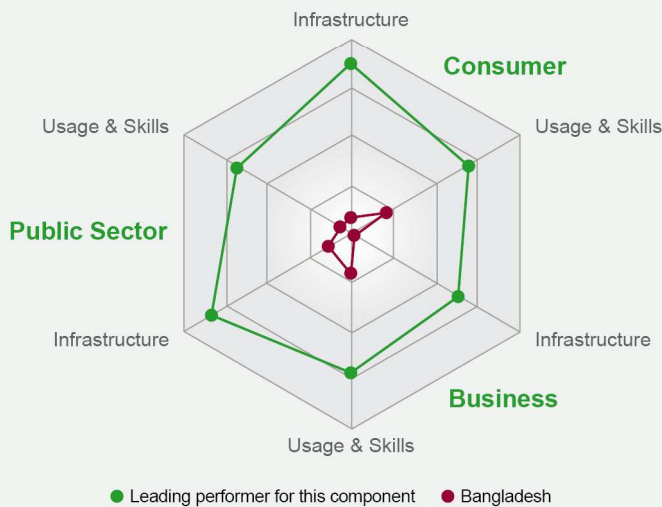 Infrastructure
Consumer
Usage & Skills
Usage & Skills
Public Sector
Infrastructure
Infrastructure
Business
Usage & Skills
Leading performer for this component
Bangladesh